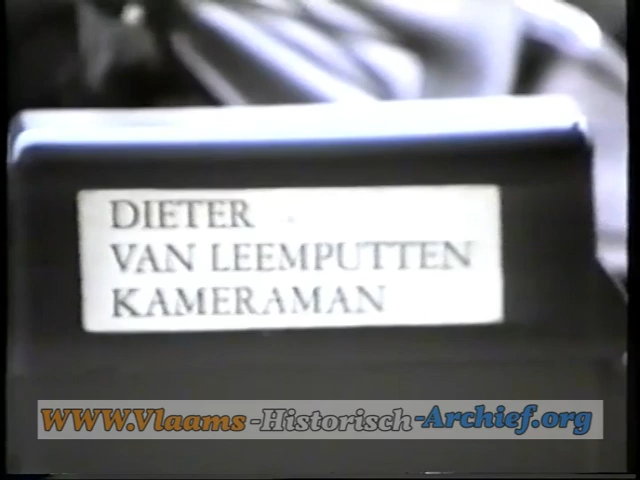 DIETER
VAN LEEMPUTTEN
KAMERAMAN
WWW.Vlaams-Historisch-Archief.org